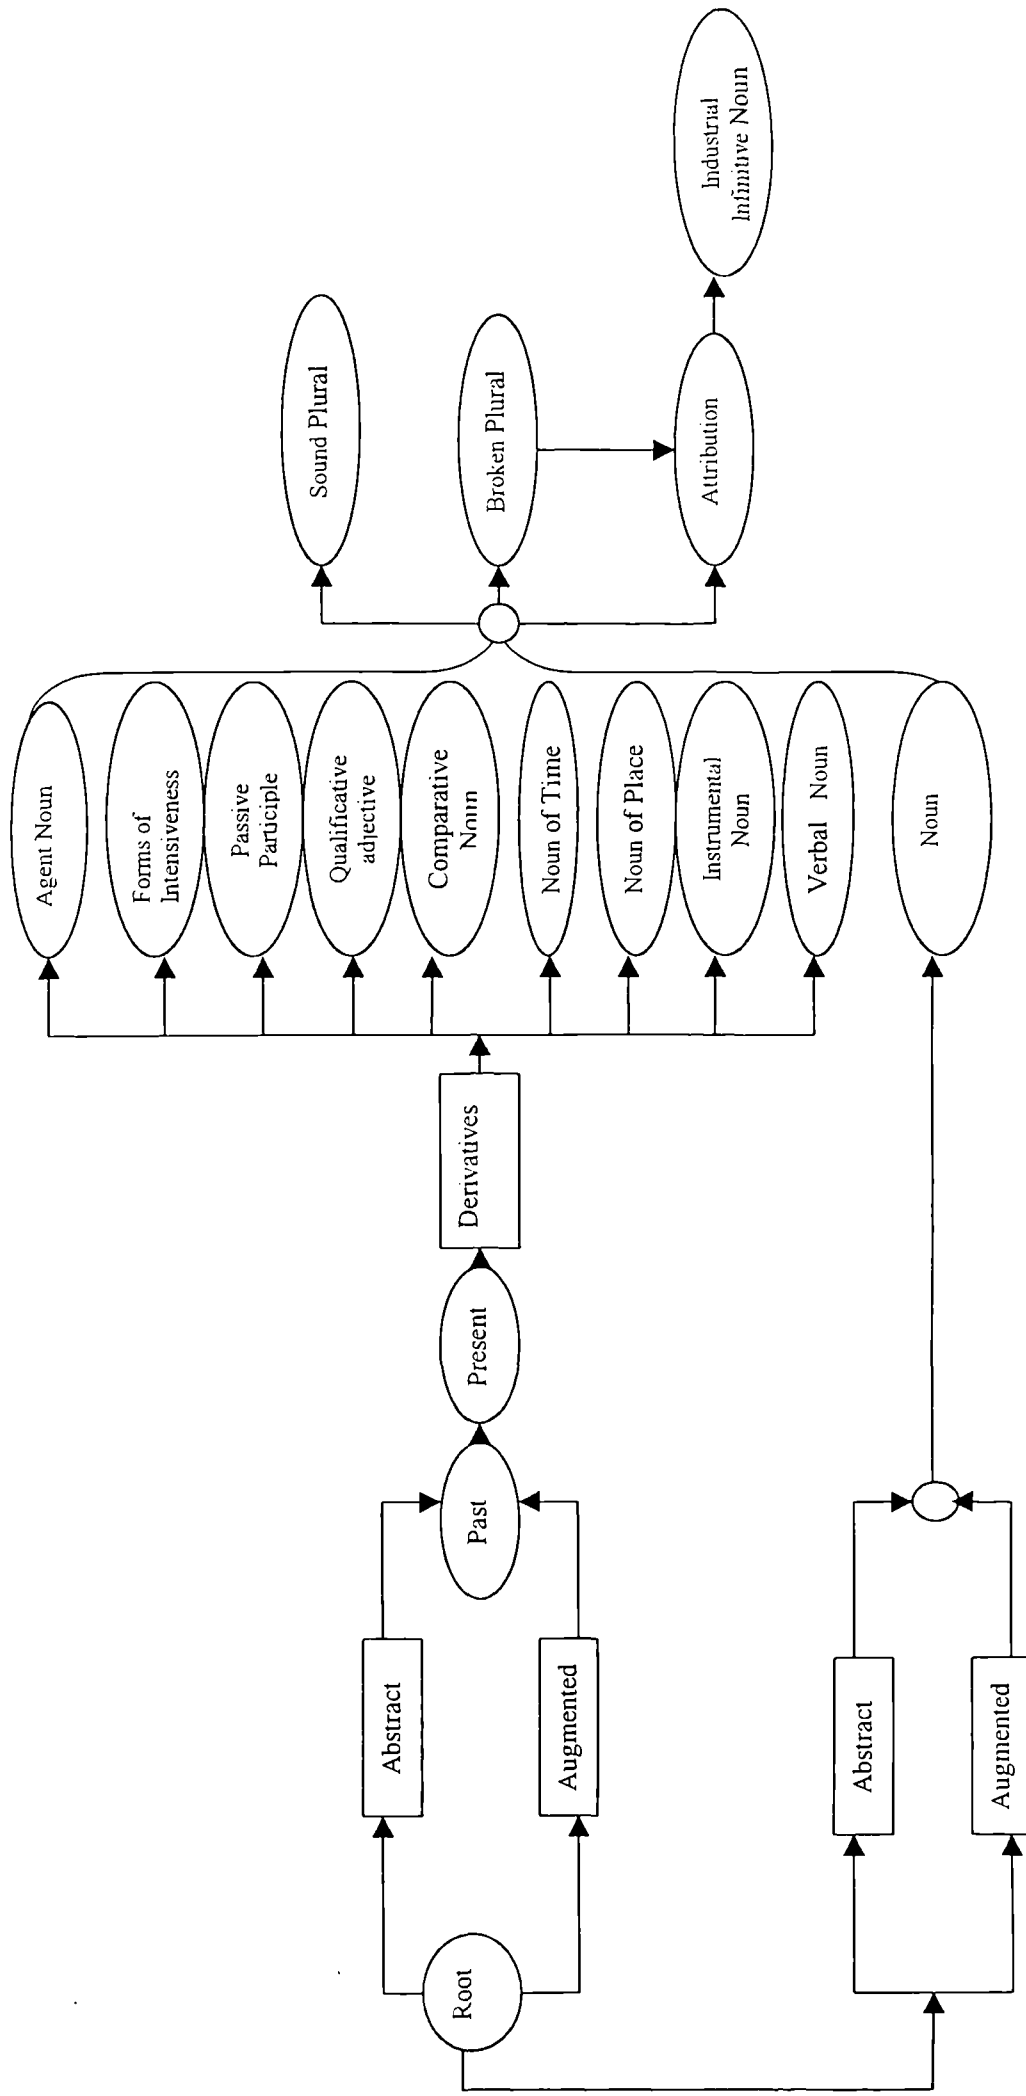 Root
Abstract
Augmented
Past
Present
Derivatives
Agent Noun
Forms of
Intensiveness
Passive
Participle
Qualificative
adjective
Comparative
Noun
Noun of Time
Noun of Place
Instrumental
Noun
Verbal Noun
Noun
Abstract
Augmented
Sound Plural
Broken Plural
Attribution
Industrial
Infinitive Noun